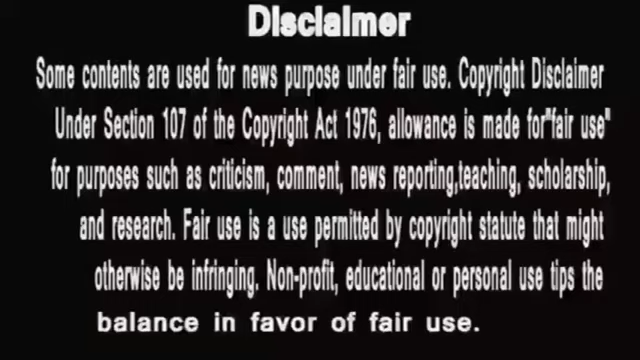 Disclaimer
Some contents are used for news purpose under fair use. Copyright Disclaimer
Under Section 107 of the Copyright Act 1976, allowance is made for"fair use"
for purposes such as criticism, comment, news reporting,teaching, scholarship,
and research. Fair use is a use permitted by copyright statute that might
otherwise be infringing. Non-profit, educational or personal use tips the
balance in favor of fair use.